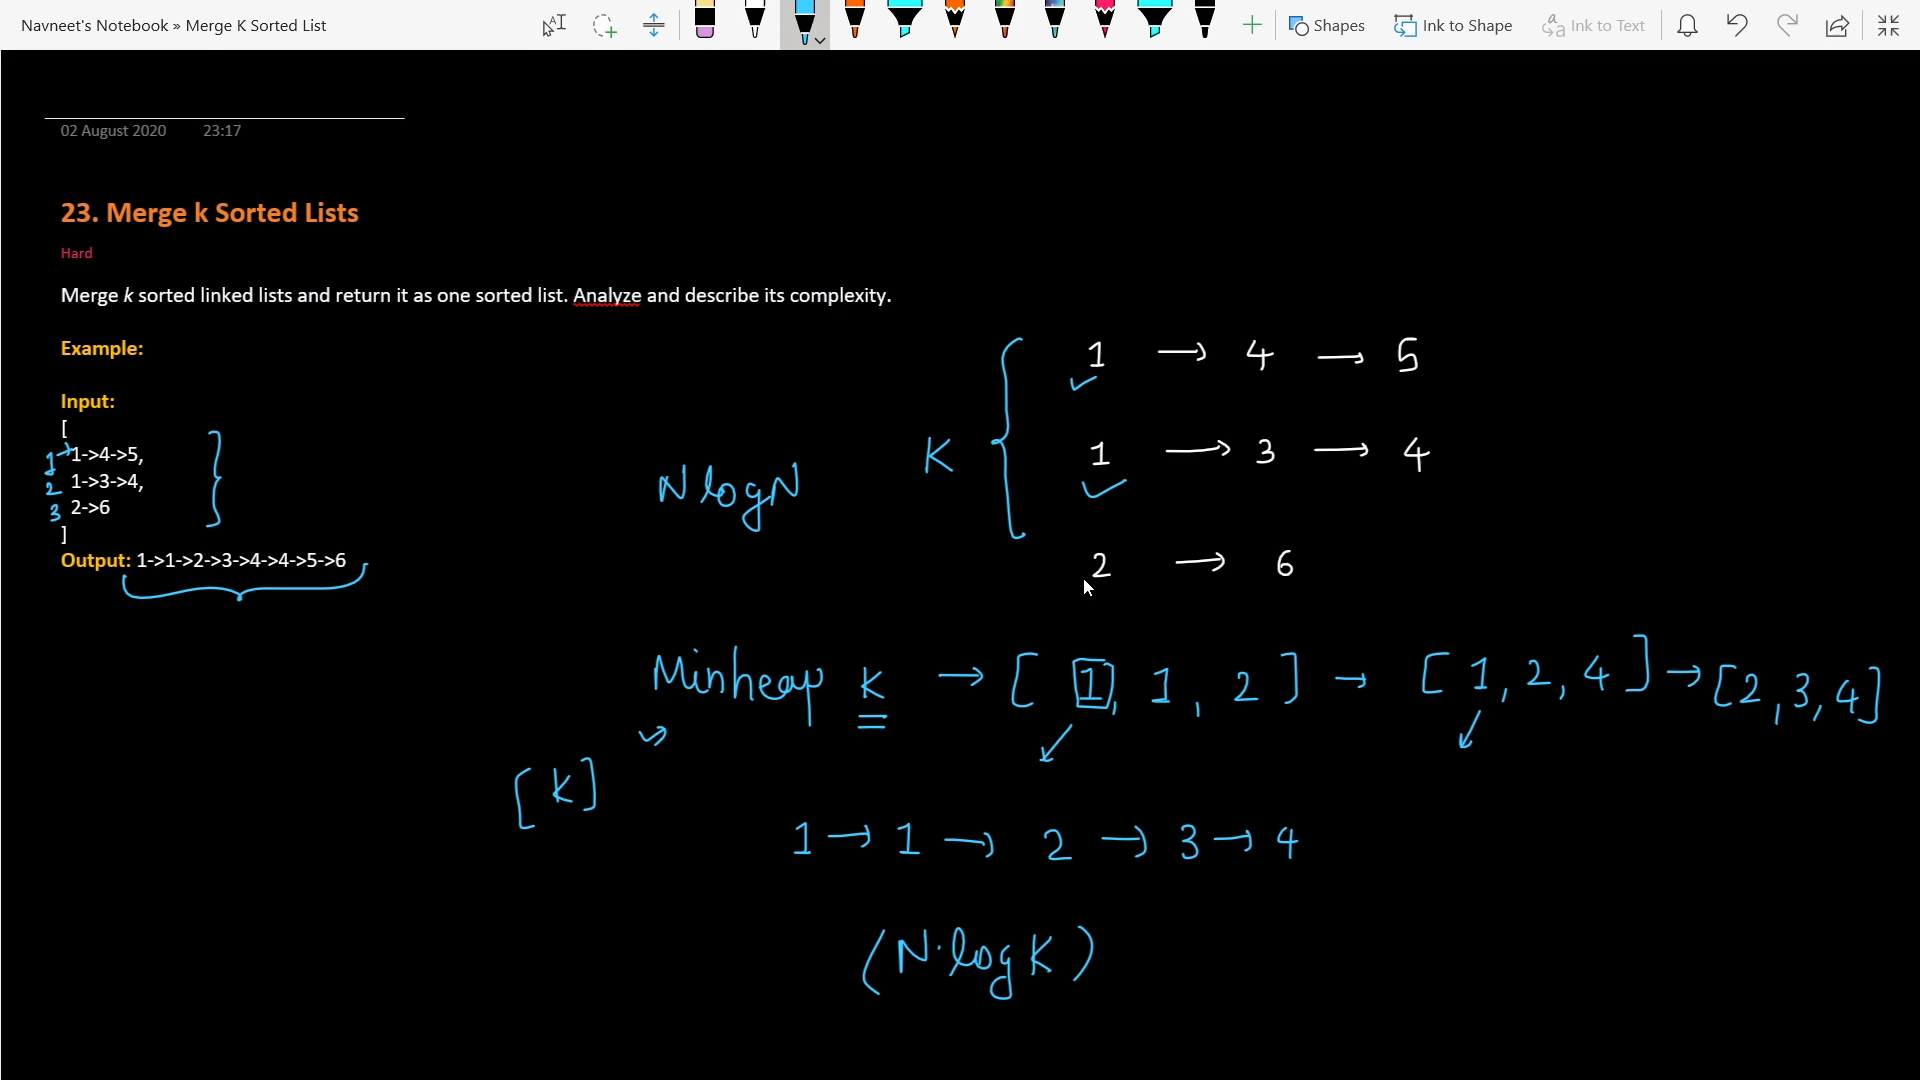 Navneet's Notebook » Merge K Sorted List
Shapes
Ink to Shape
Ink to Text
02 August 2020 23:17
23. Merge k Sorted Lists
Hard
Merge k sorted linked lists and return it as one sorted list. Analyze and describe its complexity.
Example:
Input:
[
1 → 1->4->5,
2 1->3->4,
3 2->6
]
Output: 1->1->2->3->4->4->5->6
N log N
K { 1 → 4 → 5
1 → 3 → 4
2 → 6
Minheap K → [ 1, 1, 2 ] → [ 1, 2, 4 ] → [2, 3, 4]
[K]
1 → 1 → 2 → 3 → 4
(N·log K)